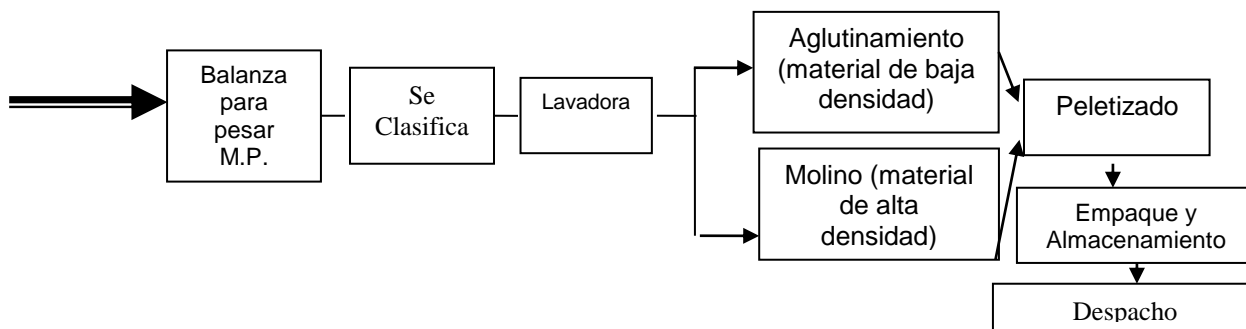 Balanza
para
pesar
M.P.
Se
Clasifica
Lavadora
Aglutinamiento
(material de baja
densidad)
Molino (material
de alta
densidad)
Peletizado
Empaque y
Almacenamiento
Despacho